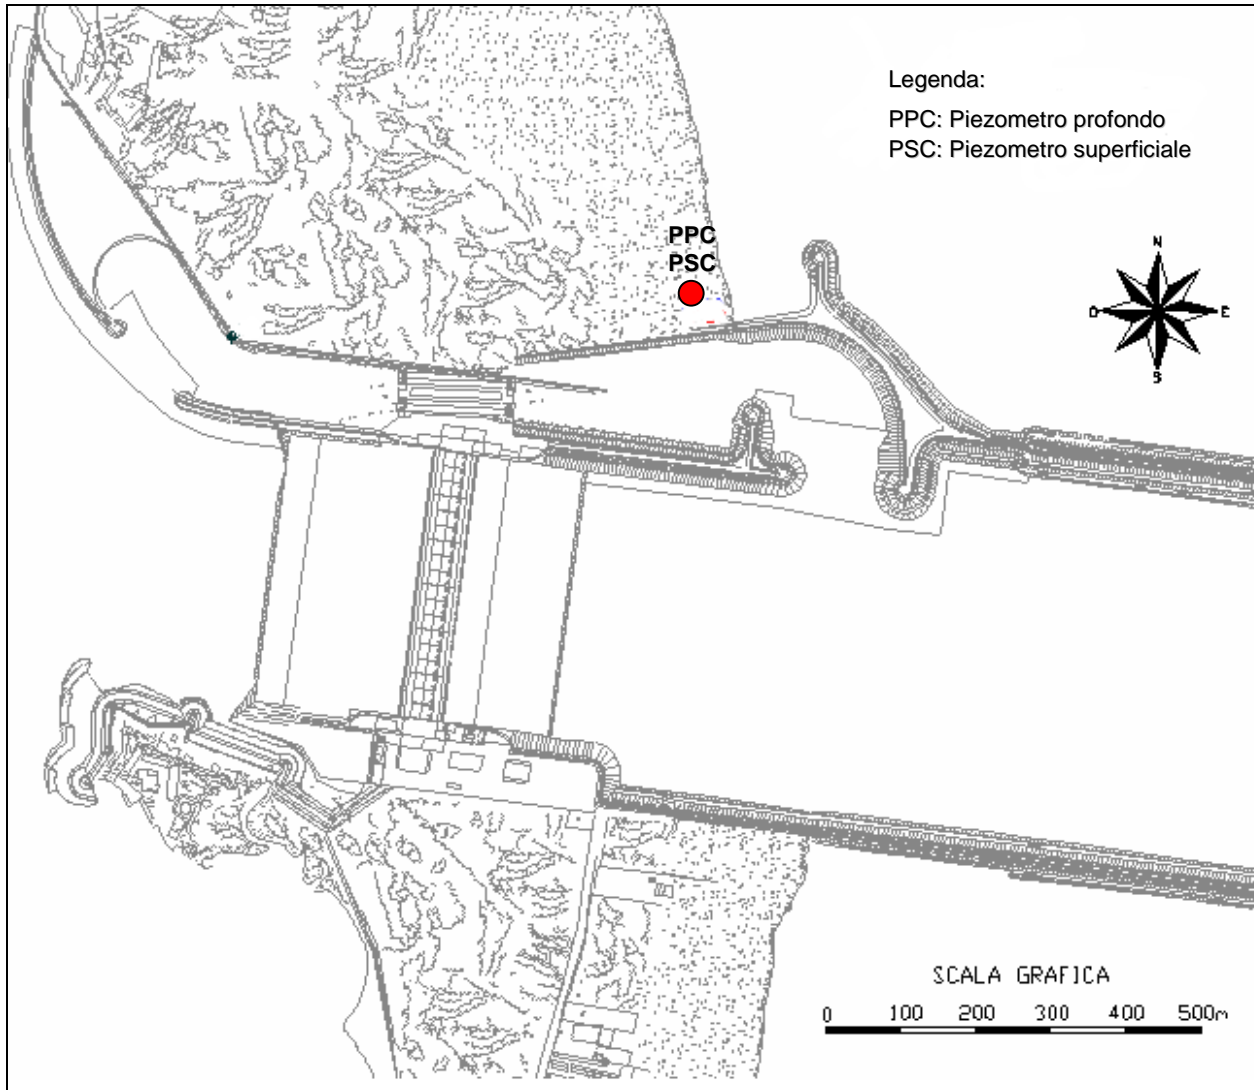 Legenda:
PPC: Piezometro profondo
PSC: Piezometro superficiale
PPC
PSC
N
O E
S
SCALA GRAFICA
0 100 200 300 400 500m